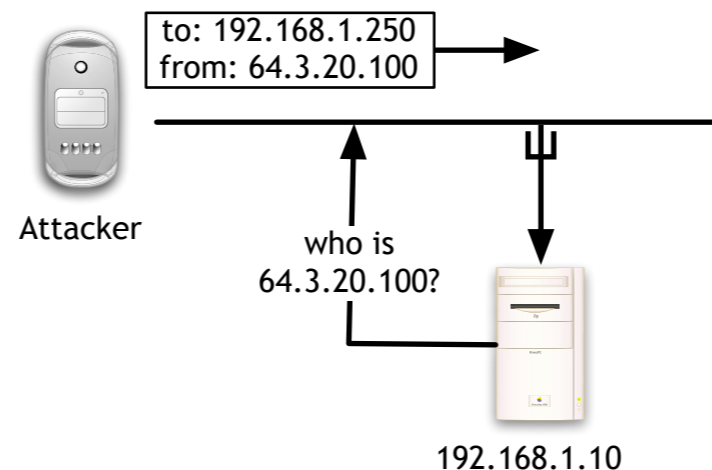 to: 192.168.1.250
from: 64.3.20.100
Attacker
who is
64.3.20.100?
192.168.1.10